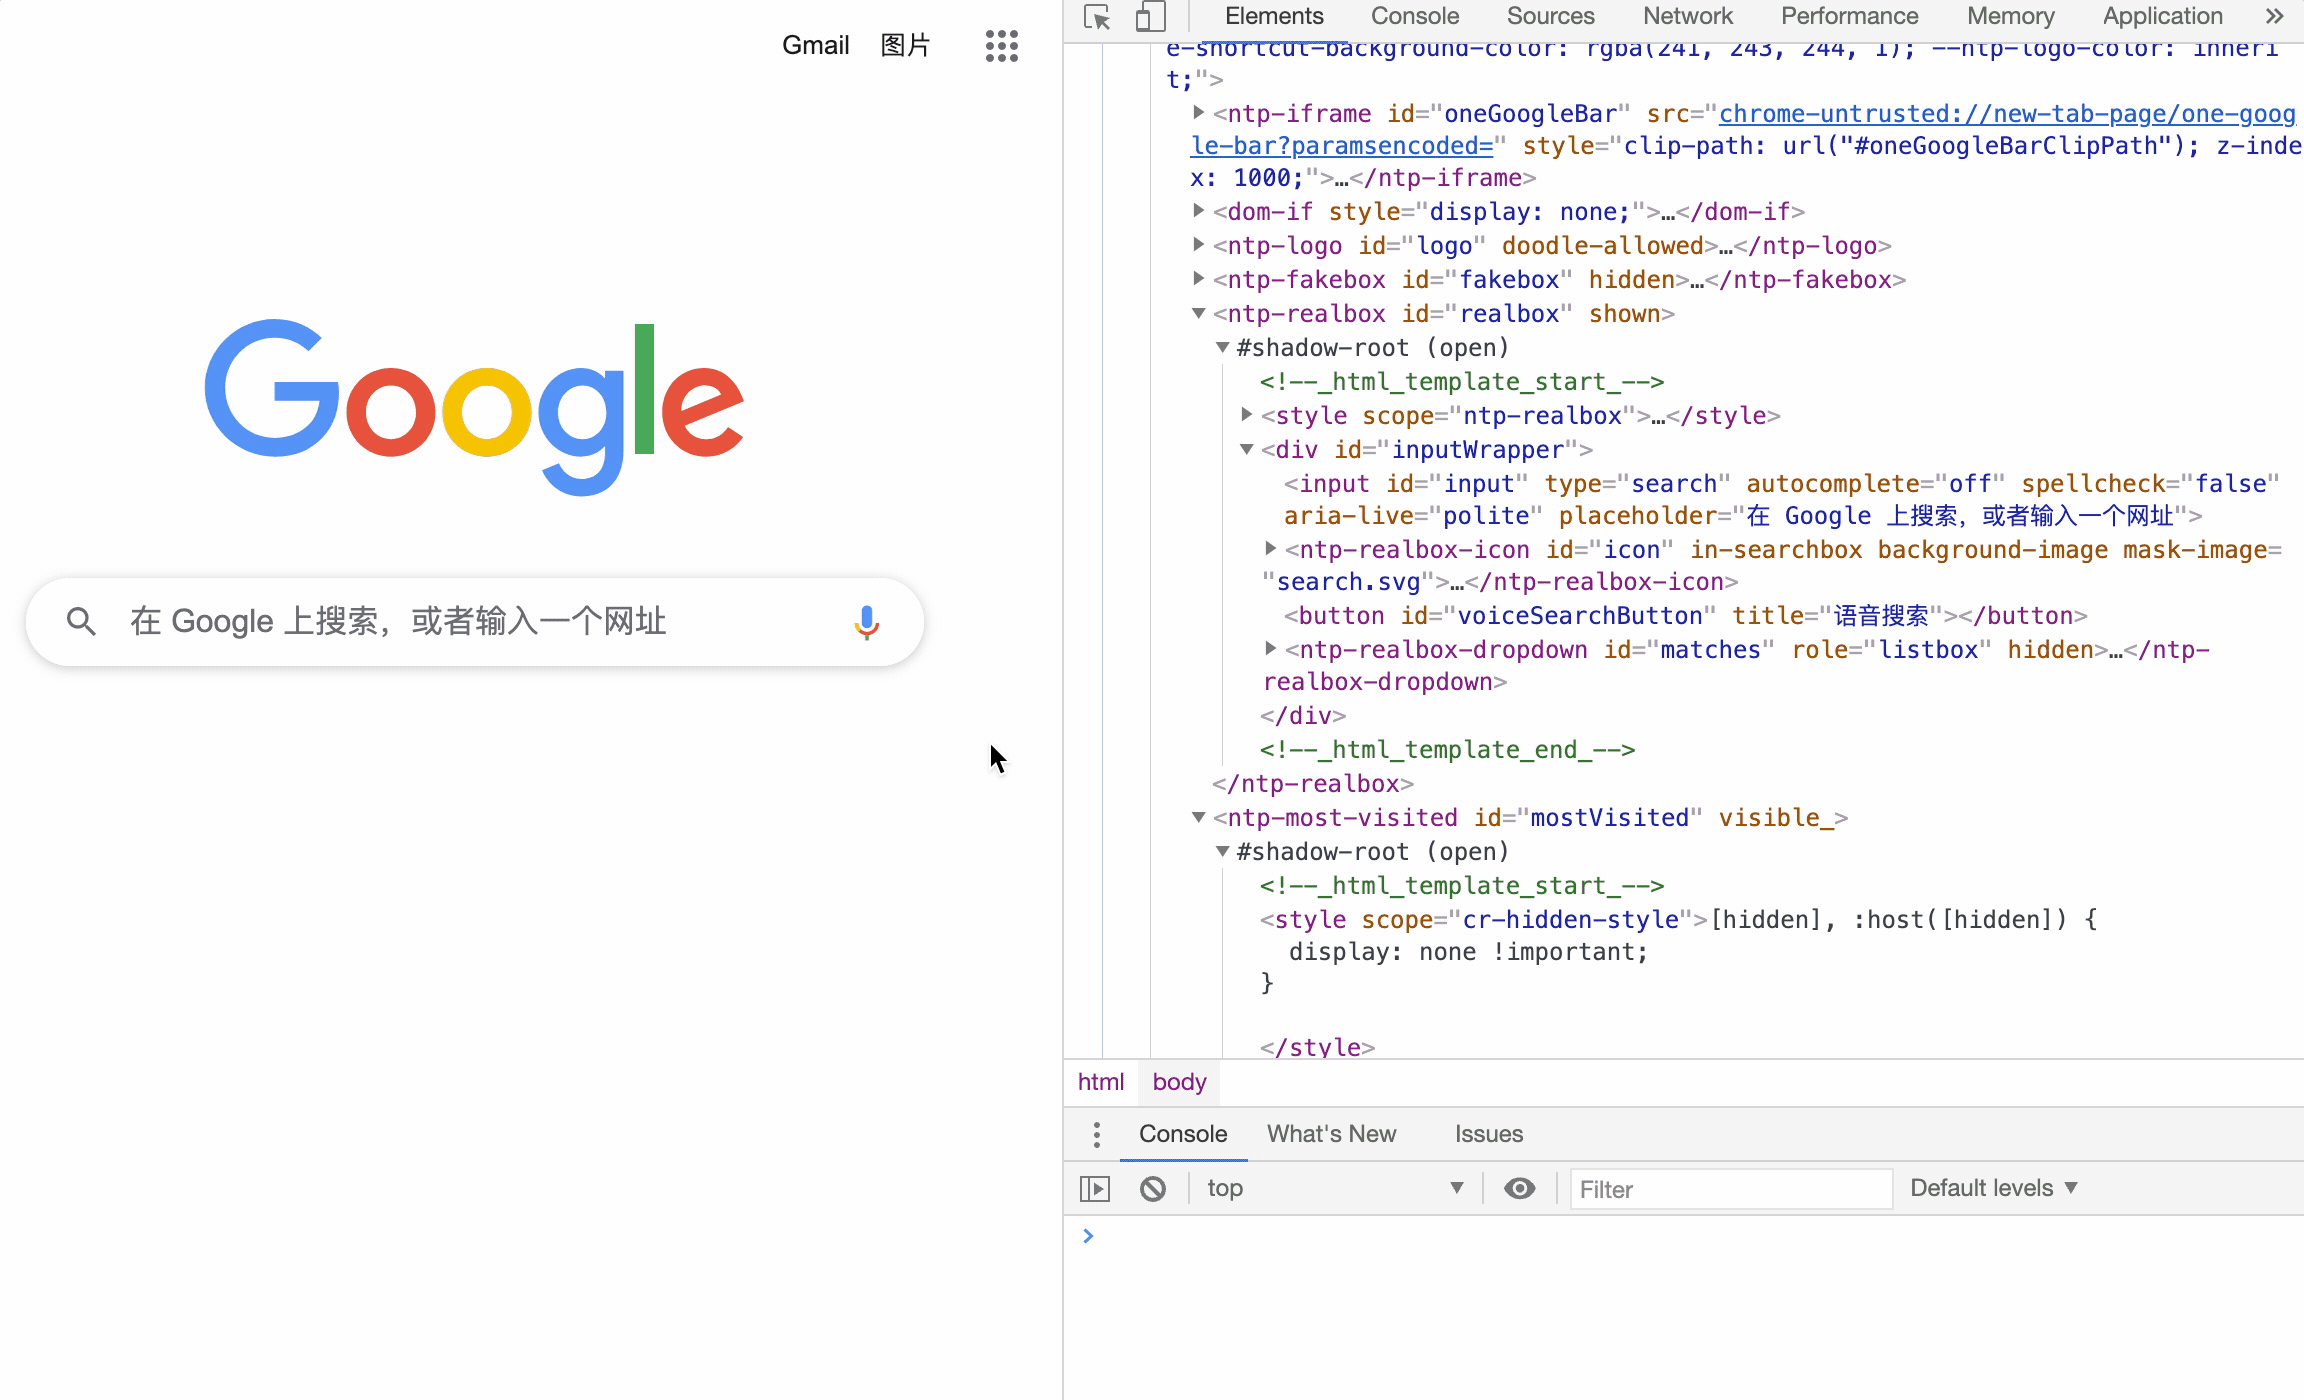 Gmail 图片
Google
在 Google 上搜索，或者输入一个网址
Elements Console Sources Network Performance Memory Application »
e-shortcut-background-color: rgba(241, 243, 244, 1); --ntp-logo-color: inheri
t;">
▶<ntp-iframe id="oneGoogleBar" src="chrome-untrusted://new-tab-page/one-goog
le-bar?paramsencoded=" style="clip-path: url("#oneGoogleBarClipPath"); z-inde
x: 1000;">…</ntp-iframe>
▶<dom-if style="display: none;">…</dom-if>
▶<ntp-logo id="logo" doodle-allowed>…</ntp-logo>
▶<ntp-fakebox id="fakebox" hidden>…</ntp-fakebox>
▼<ntp-realbox id="realbox" shown>
▼#shadow-root (open)
<!--_html_template_start_-->
▶<style scope="ntp-realbox">…</style>
▼<div id="inputWrapper">
<input id="input" type="search" autocomplete="off" spellcheck="false"
aria-live="polite" placeholder="在 Google 上搜索，或者输入一个网址">
▶<ntp-realbox-icon id="icon" in-searchbox background-image mask-image=
"search.svg">…</ntp-realbox-icon>
<button id="voiceSearchButton" title="语音搜索"></button>
▶<ntp-realbox-dropdown id="matches" role="listbox" hidden>…</ntp-
realbox-dropdown>
</div>
<!--_html_template_end_-->
</ntp-realbox>
▼<ntp-most-visited id="mostVisited" visible_>
▼#shadow-root (open)
<!--_html_template_start_-->
<style scope="cr-hidden-style">[hidden], :host([hidden]) {
display: none !important;
}
</style>
html body
Console What's New Issues
top ▼ Filter Default levels ▼